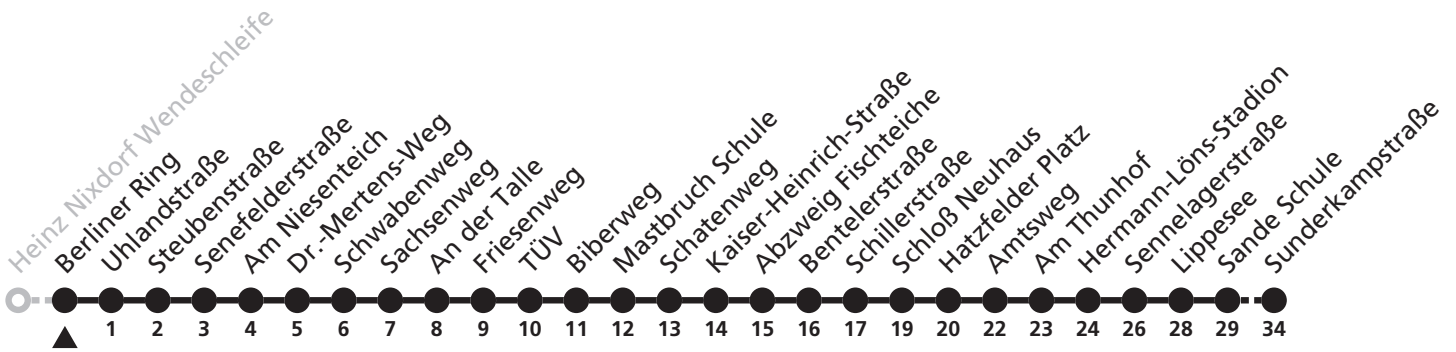 Heinz Nixdorf Wendeschleife
Berliner Ring
Uhlandstraße
Steubenstraße
Senefelderstraße
Am Niesenteich
Dr.-Mertens-Weg
Schwabenweg
Sachsenweg
An der Talle
Friesenweg
TÜV
Biberweg
Mastbruch Schule
Schatenweg
Kaiser-Heinrich-Straße
Abzweig Fischteiche
Bentelerstraße
Schillerstraße
Schloß Neuhaus
Hatzfelder Platz
Amtsweg
Am Thunhof
Hermann-Löns-Stadion
Sennelagerstraße
Lippesee
Sande Schule
Sunderkampstraße
1 2 3 4 5 6 7 8 9 10 11 12 13 14 15 16 17 19 20 22 23 24 26 28 29 34